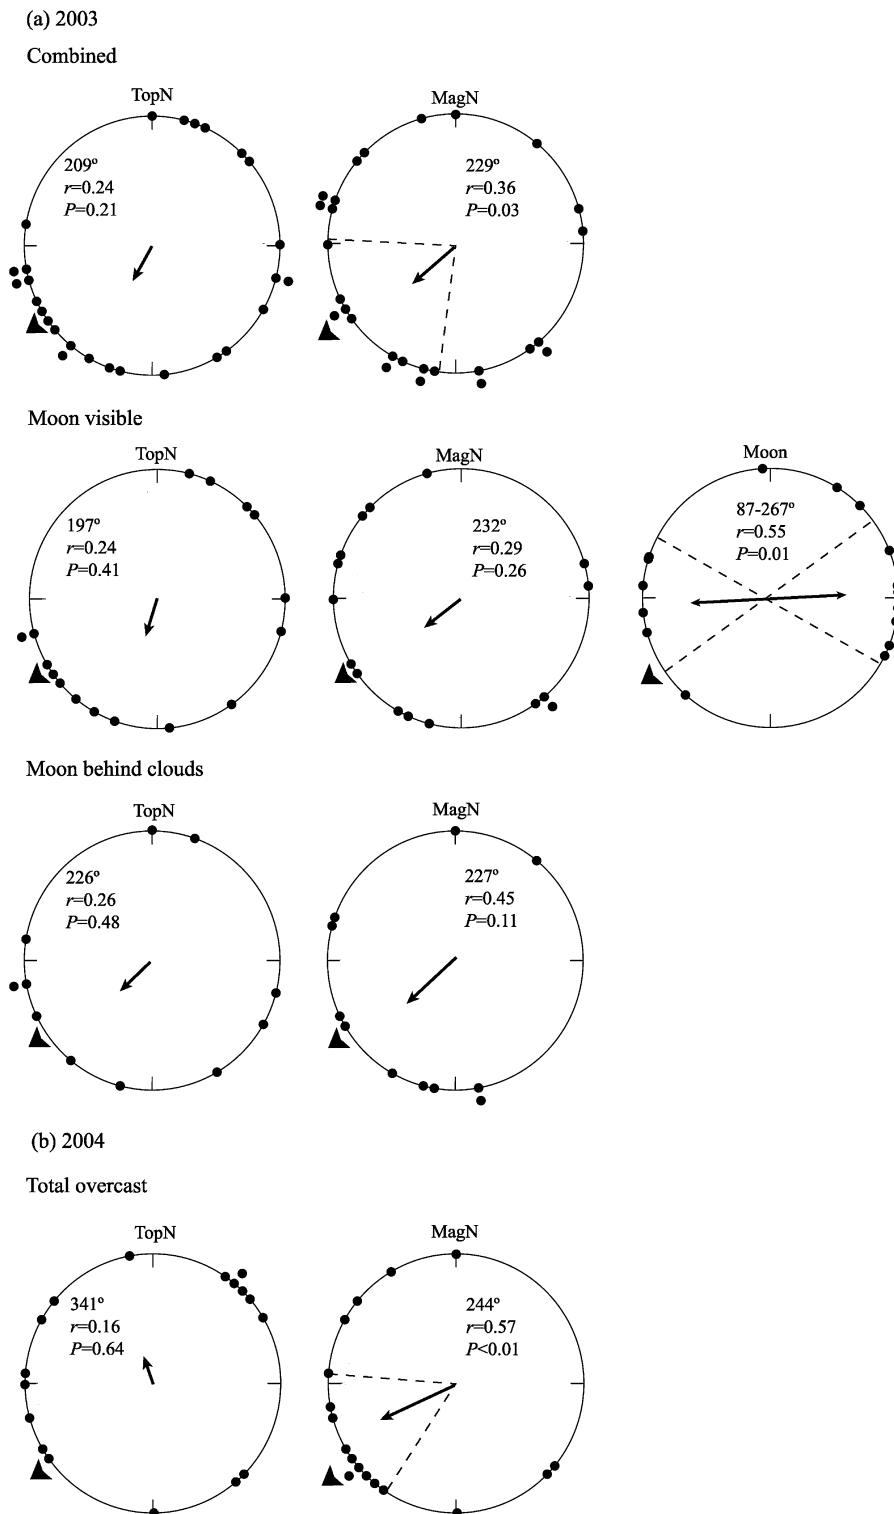 (a) 2003
Combined
TopN
MagN
209º
r=0.24
P=0.21
229º
r=0.36
P=0.03
Moon visible
TopN
MagN
Moon
197º
r=0.24
P=0.41
232º
r=0.29
P=0.26
87-267º
r=0.55
P=0.01
Moon behind clouds
TopN
MagN
226º
r=0.26
P=0.48
227º
r=0.45
P=0.11
(b) 2004
Total overcast
TopN
MagN
341º
r=0.16
P=0.64
244º
r=0.57
P<0.01